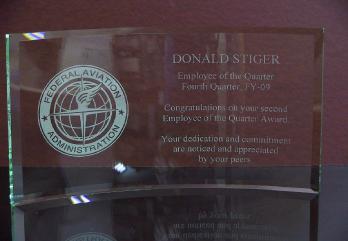 FEDERAL AVIATION
ADMINISTRATION
DONALD STIGER
Employee of the Quarter
Fourth Quarter, FY-09
Congratulations on your second
Employee of the Quarter Award.
Your dedication and commitment
are noticed and appreciated
by your peers